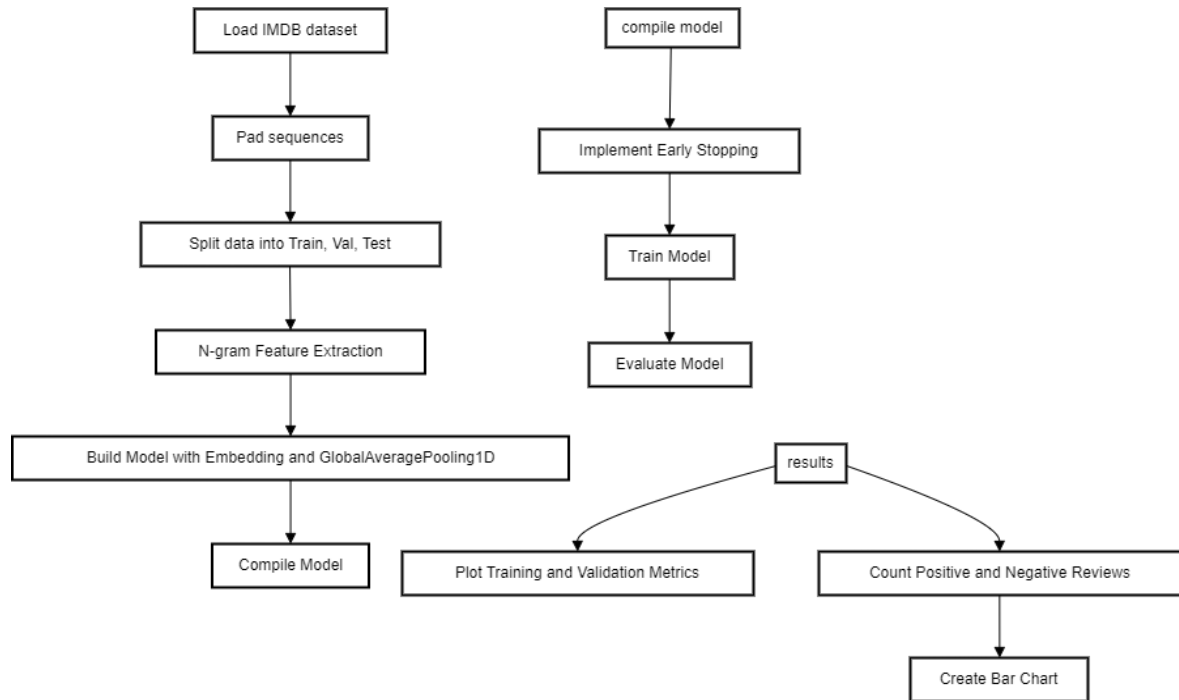 Load IMDB dataset
Pad sequences
Split data into Train, Val, Test
N-gram Feature Extraction
Build Model with Embedding and GlobalAveragePooling1D
Compile Model
compile model
Implement Early Stopping
Train Model
Evaluate Model
results
Plot Training and Validation Metrics
Count Positive and Negative Reviews
Create Bar Chart